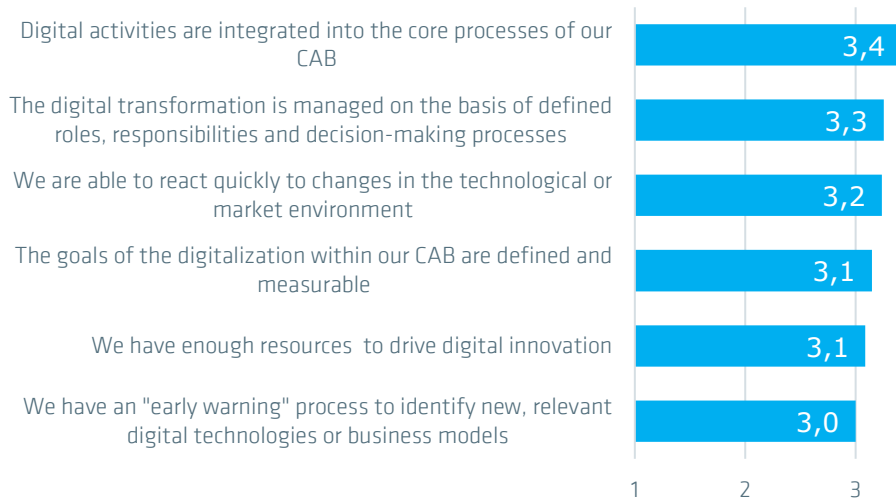 Digital activities are integrated into the core processes of our
CAB
3,4
The digital transformation is managed on the basis of defined
roles, responsibilities and decision-making processes
3,3
We are able to react quickly to changes in the technological or
market environment
3,2
The goals of the digitalization within our CAB are defined and
measurable
3,1
We have enough resources  to drive digital innovation
3,1
We have an "early warning" process to identify new, relevant
digital technologies or business models
3,0
1 2 3